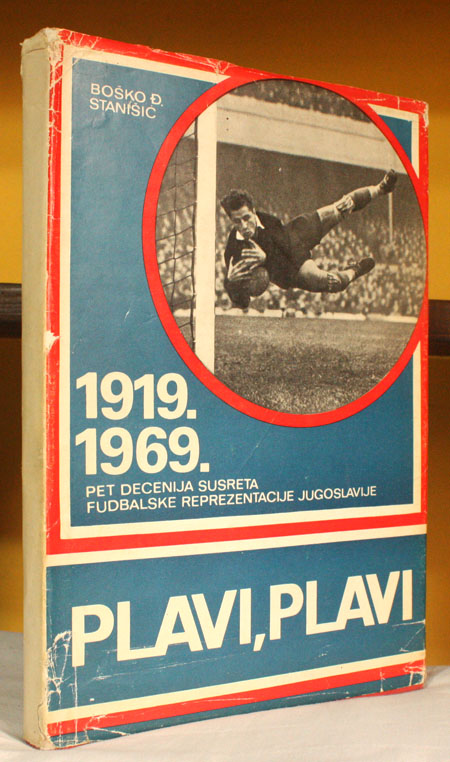 BOŠKO Đ.
STANIŠIĆ
1919.
1969.
PET DECENIJA SUSRETA
FUDBALSKE REPREZENTACIJE JUGOSLAVIJE
PLAVI, PLAVI